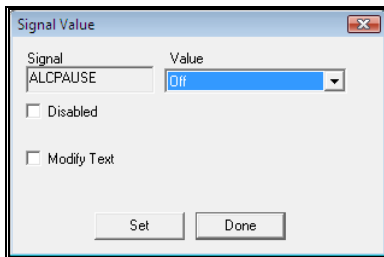 Signal Value
Signal Value
ALCPAUSE Off
Disabled
Modify Text
Set Done